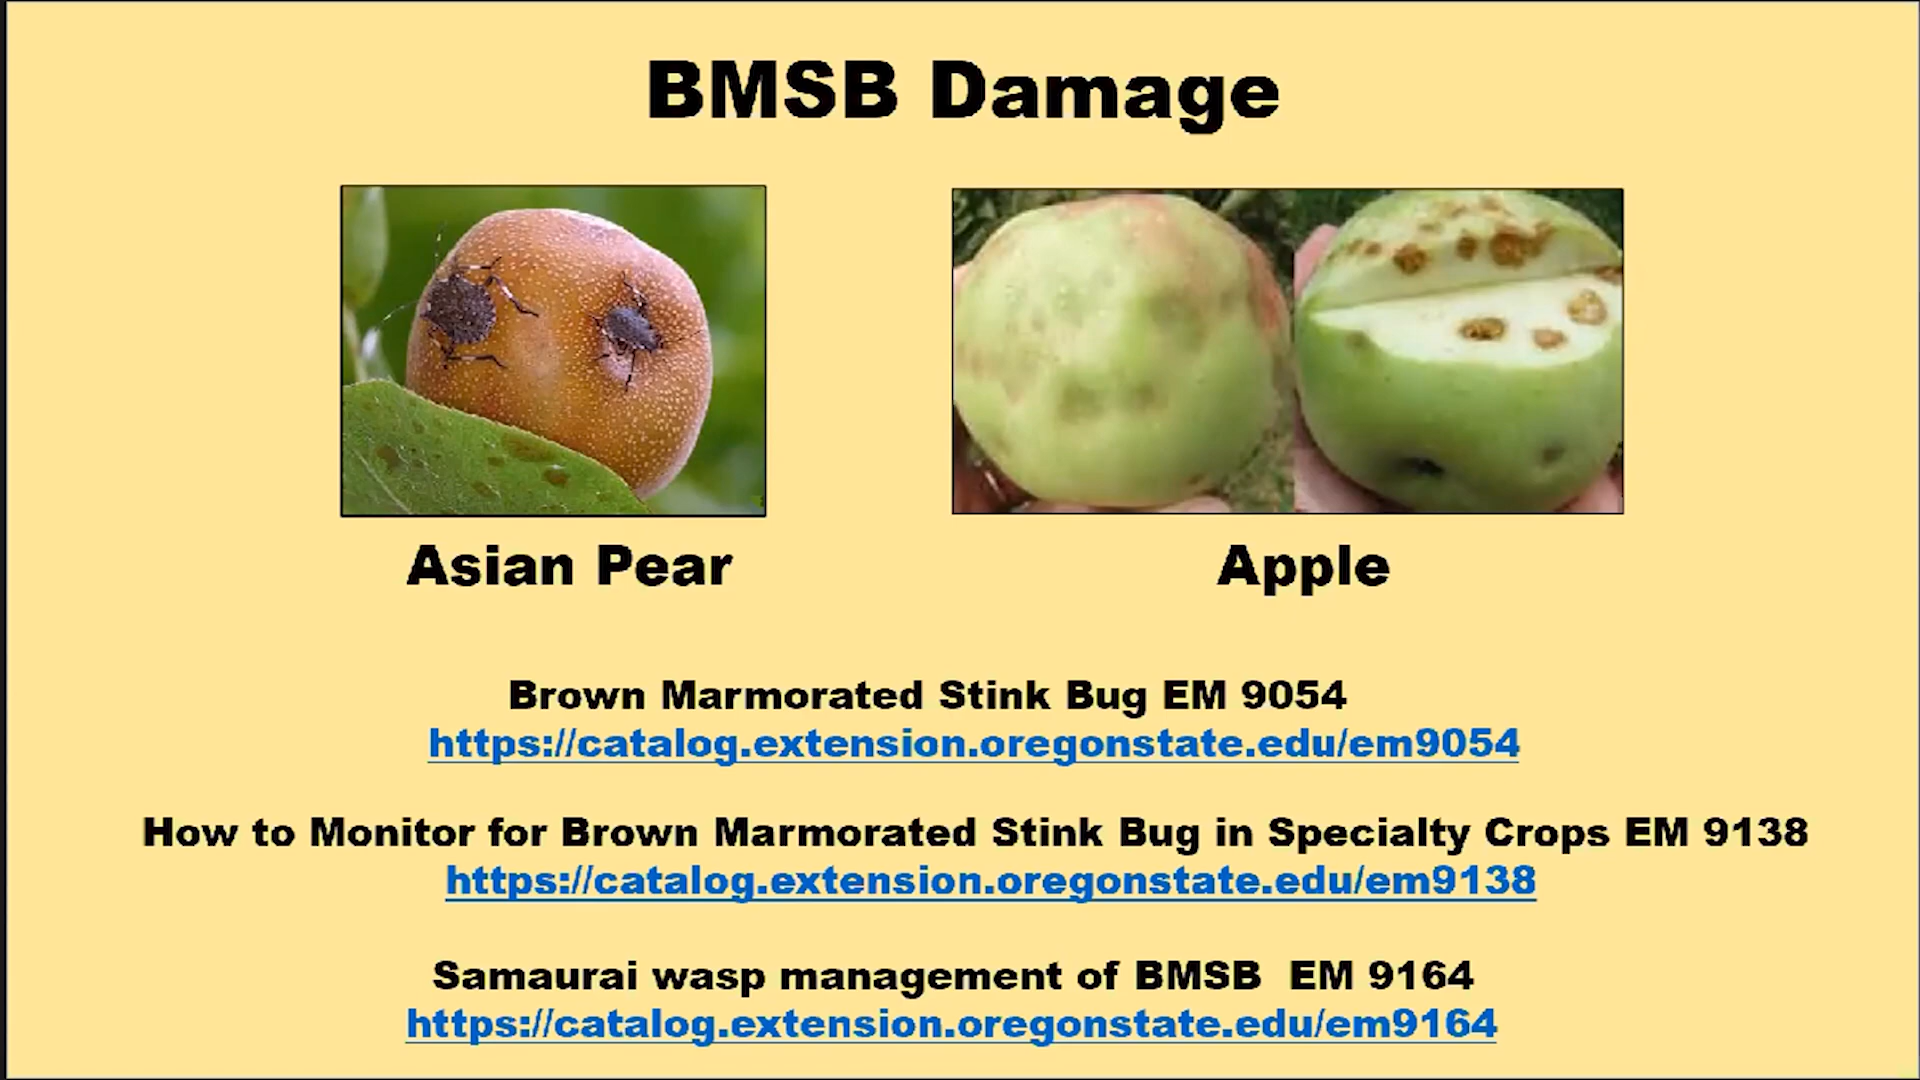 BMSB Damage
Asian Pear
Apple
Brown Marmorated Stink Bug EM 9054
https://catalog.extension.oregonstate.edu/em9054
How to Monitor for Brown Marmorated Stink Bug in Specialty Crops EM 9138
https://catalog.extension.oregonstate.edu/em9138
Samaurai wasp management of BMSB  EM 9164
https://catalog.extension.oregonstate.edu/em9164